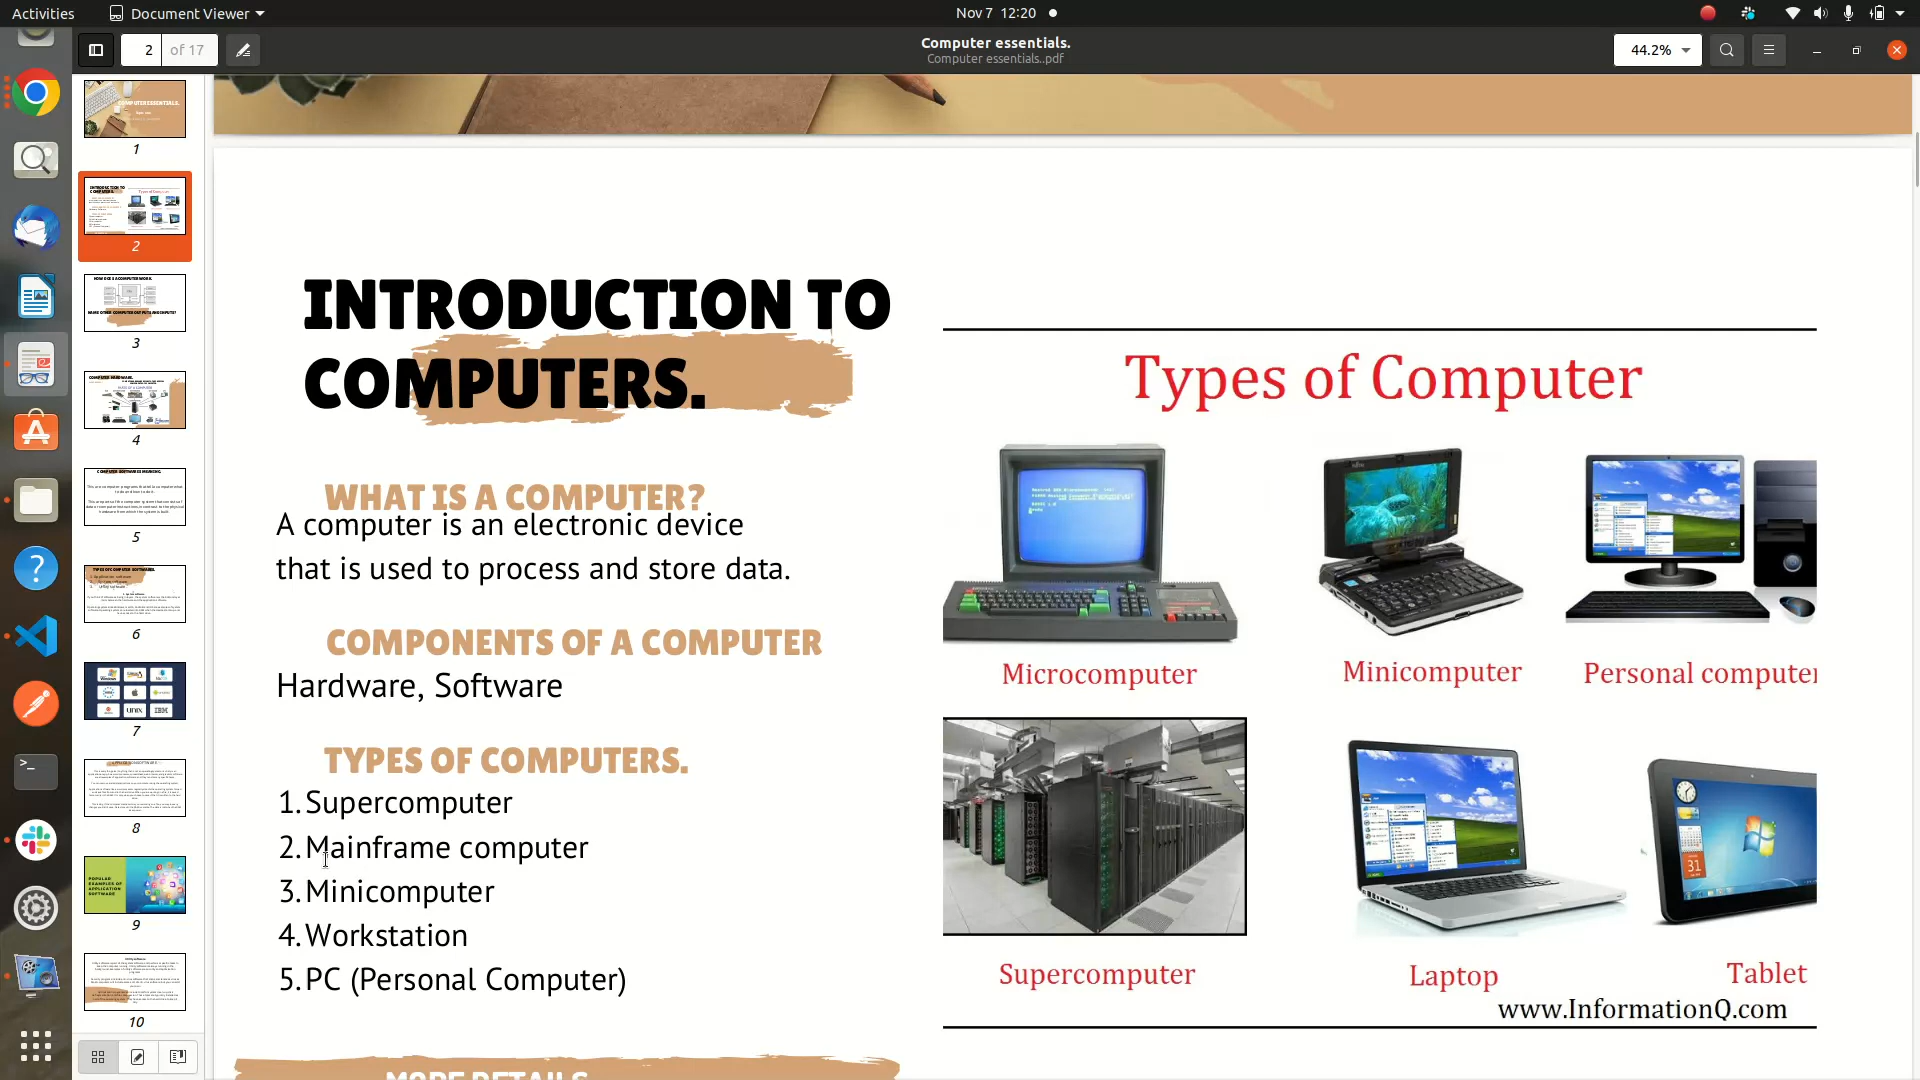 Activities
Document Viewer
Nov 7 12:20
2 of 17
Computer essentials.
Computer essentials..pdf
44.2%
1
2
3
4
5
6
7
8
9
10
INTRODUCTION TO
COMPUTERS.
WHAT IS A COMPUTER?
A computer is an electronic device
that is used to process and store data.
COMPONENTS OF A COMPUTER
Hardware, Software
TYPES OF COMPUTERS.
1. Supercomputer
2. Mainframe computer
3. Minicomputer
4. Workstation
5. PC (Personal Computer)
MORE DETAILS
Types of Computer
Microcomputer
Minicomputer
Personal computer
Supercomputer
Laptop
Tablet
www.InformationQ.com